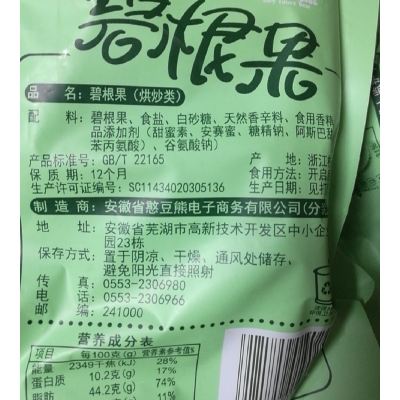 碧根果
品 名：碧根果（烘炒类）
配 料：碧根果、食盐、白砂糖、天然香辛料、食用香料、
品添加剂（甜蜜素、安赛蜜、糖精钠、阿斯巴甜
苯丙氨酸）、谷氨酸钠）
产品标准号：GB/T 22165 产 地：浙江
保 质 期：12个月 食用方法：开启
生产许可证编号：SC11434020305136 生产日期：见打
制 造 商：安徽省憨豆熊电子商务有限公司（分
地 址：安徽省芜湖市高新技术开发区中小企
园23栋
保存方式：置于阴凉、干燥、通风处储存、
避免阳光直接照射
传 真：0553-2306980
电 话：0553-2306966
邮 编：241000
营养成分表
项目 每100克(g) 营养素参考值%
能量 2349千焦(kJ) 28%
蛋白质 10.2克(g) 17%
脂肪 44.2克(g) 74%
11%